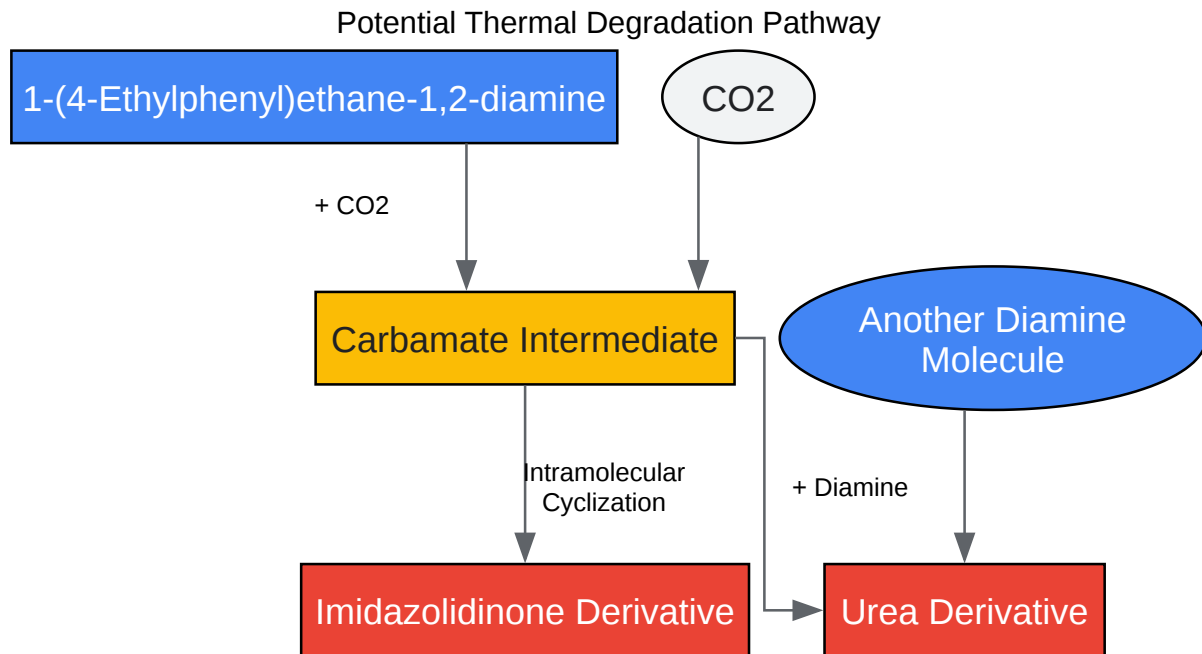 Potential Thermal Degradation Pathway
1-(4-Ethylphenyl)ethane-1,2-diamine
CO2
+ CO2
Carbamate Intermediate
Another Diamine
Molecule
Intramolecular
Cyclization
+ Diamine
Imidazolidinone Derivative
Urea Derivative